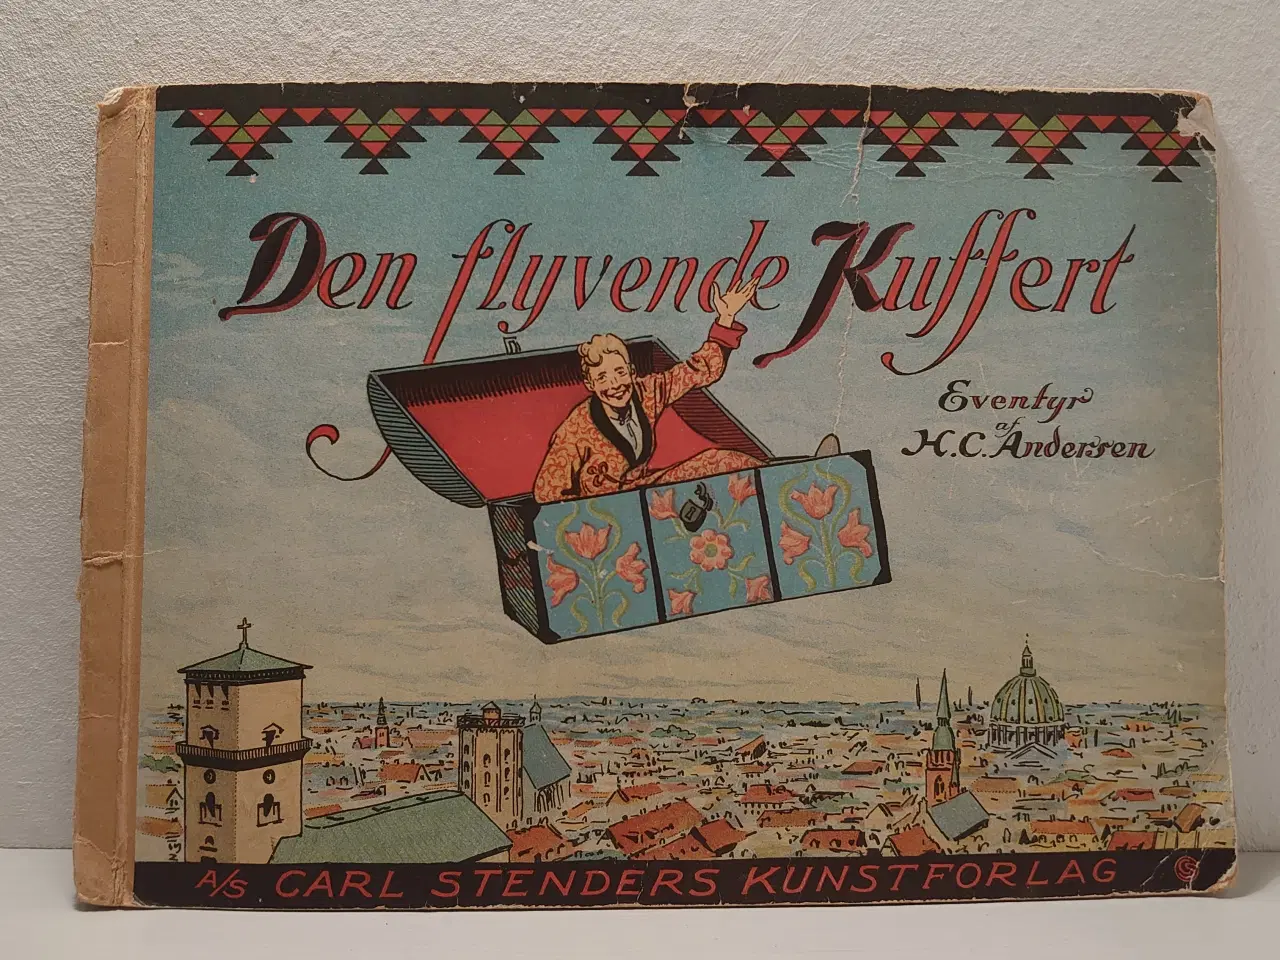 Den flyvende Kuffert
Eventyr
af
H.C. Andersen
A/S CARL STENDERS KUNSTFORLAG